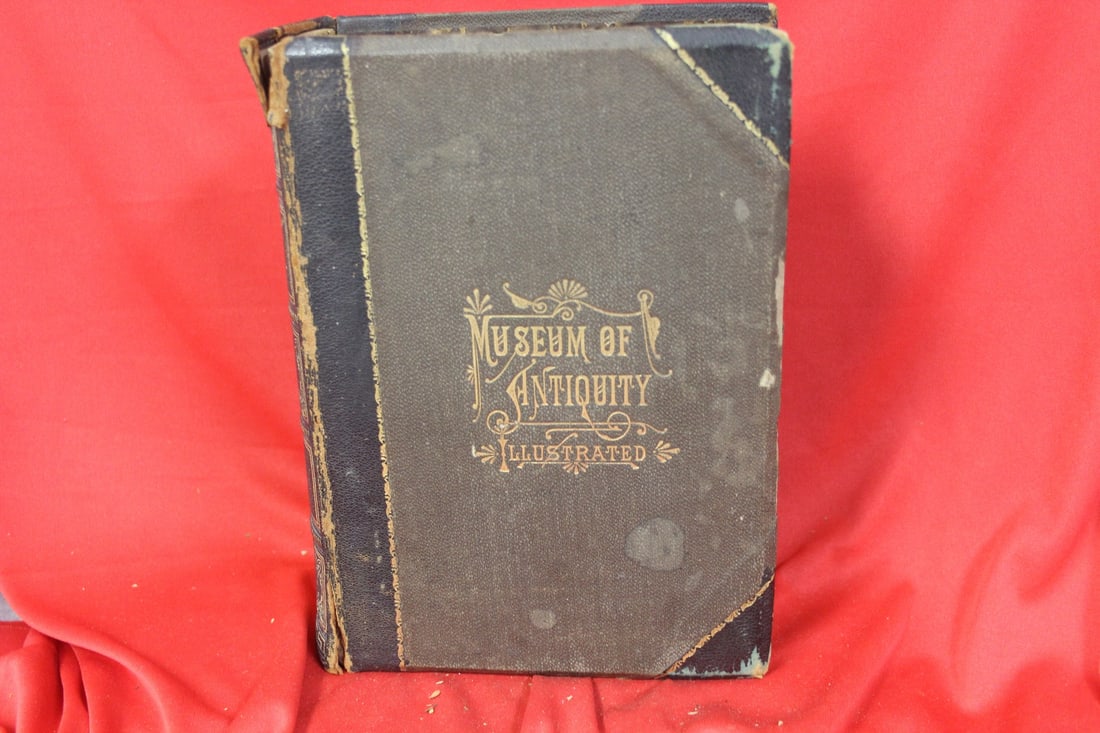 MUSEUM OF
ANTIQUITY
ILLUSTRATED